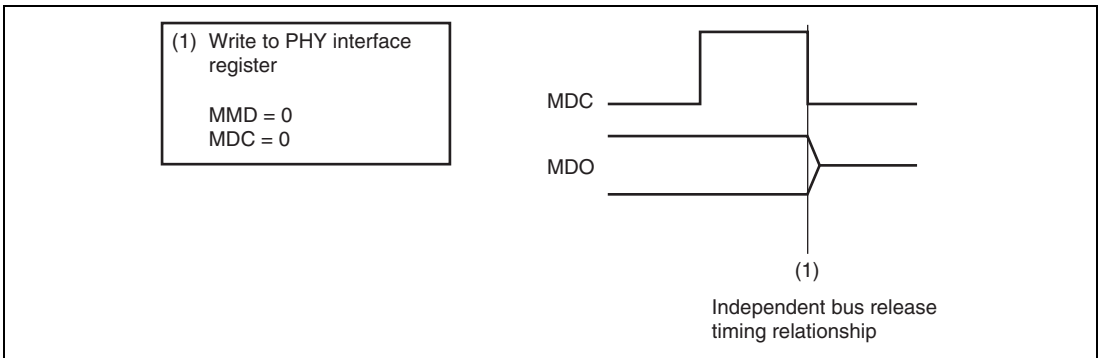 (1) Write to PHY interface
register
MMD = 0
MDC = 0
MDC
MDO
(1)
Independent bus release
timing relationship